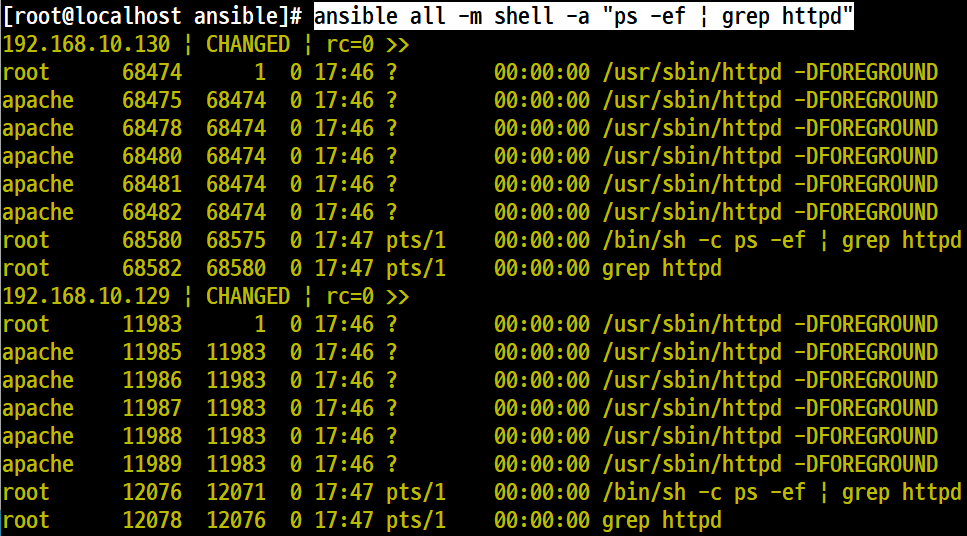 [root@localhost ansible]# ansible all -m shell -a "ps -ef | grep httpd"
192.168.10.130 | CHANGED | rc=0 >>
root      68474      1  0 17:46 ?        00:00:00 /usr/sbin/httpd -DFOREGROUND
apache    68475  68474  0 17:46 ?        00:00:00 /usr/sbin/httpd -DFOREGROUND
apache    68478  68474  0 17:46 ?        00:00:00 /usr/sbin/httpd -DFOREGROUND
apache    68480  68474  0 17:46 ?        00:00:00 /usr/sbin/httpd -DFOREGROUND
apache    68481  68474  0 17:46 ?        00:00:00 /usr/sbin/httpd -DFOREGROUND
apache    68482  68474  0 17:46 ?        00:00:00 /usr/sbin/httpd -DFOREGROUND
root      68580  68575  0 17:47 pts/1    00:00:00 /bin/sh -c ps -ef | grep httpd
root      68582  68580  0 17:47 pts/1    00:00:00 grep httpd
192.168.10.129 | CHANGED | rc=0 >>
root      11983      1  0 17:46 ?        00:00:00 /usr/sbin/httpd -DFOREGROUND
apache    11985  11983  0 17:46 ?        00:00:00 /usr/sbin/httpd -DFOREGROUND
apache    11986  11983  0 17:46 ?        00:00:00 /usr/sbin/httpd -DFOREGROUND
apache    11987  11983  0 17:46 ?        00:00:00 /usr/sbin/httpd -DFOREGROUND
apache    11988  11983  0 17:46 ?        00:00:00 /usr/sbin/httpd -DFOREGROUND
apache    11989  11983  0 17:46 ?        00:00:00 /usr/sbin/httpd -DFOREGROUND
root      12076  12071  0 17:47 pts/1    00:00:00 /bin/sh -c ps -ef | grep httpd
root      12078  12076  0 17:47 pts/1    00:00:00 grep httpd